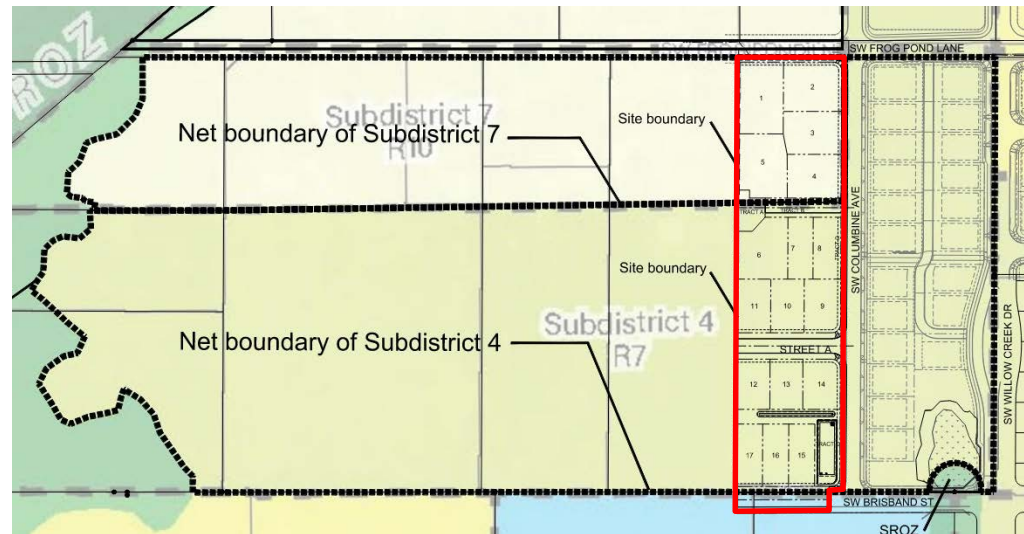 SROZ
SW FROG POND LANE
Subdistrict 7
R10
Net boundary of Subdistrict 7
Site boundary
1
2
3
4
5
TRACT A
6
7
8
SW COLUMBINE AVE
Site boundary
11
10
9
Subdistrict 4
R7
Net boundary of Subdistrict 4
STREET A
12
13
14
17
16
15
SW WILLOW CREEK DR
SW BRISBAND ST
SROZ